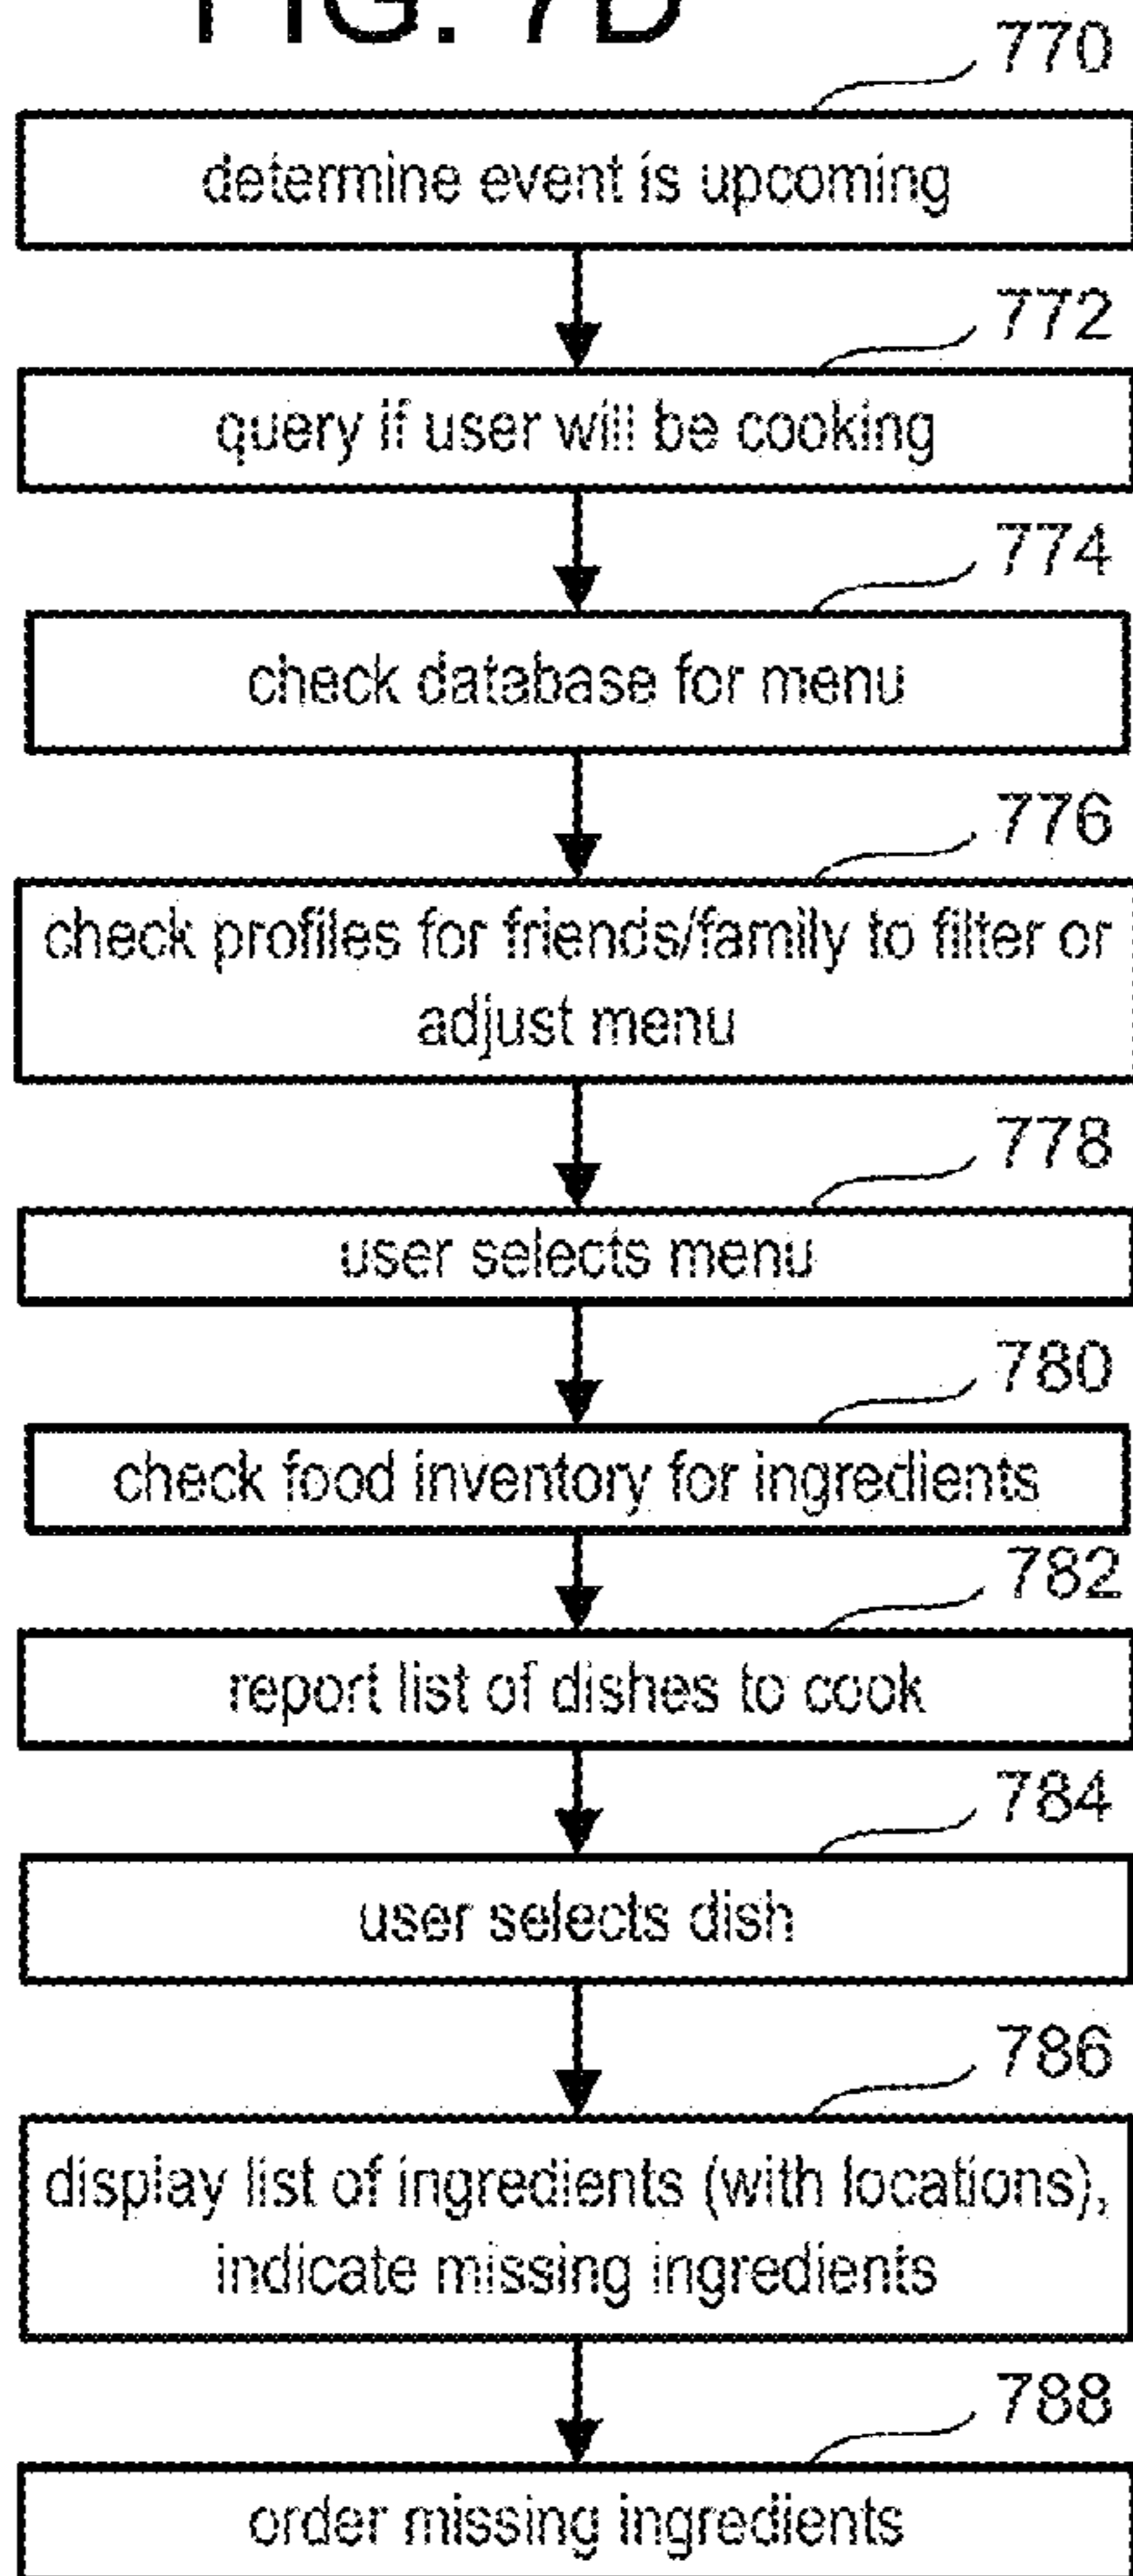 FIG. 7D
770
determine event is upcoming
772
query if user will be cooking
774
check database for menu
776
check profiles for friends/family to filter or
adjust menu
778
user selects menu
780
check food inventory for ingredients
782
report list of dishes to cook
784
user selects dish
786
display list of ingredients (with locations),
indicate missing ingredients
788
order missing ingredients